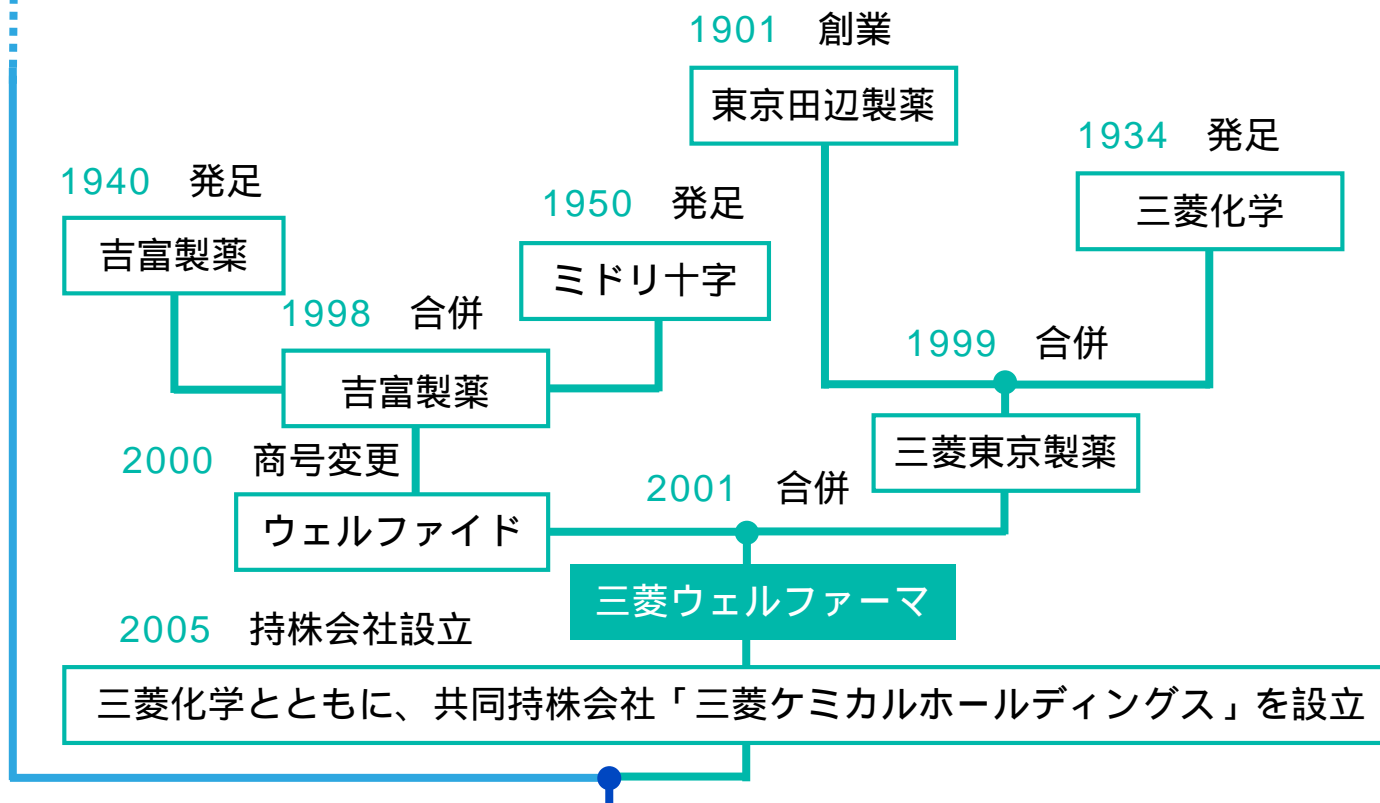 1901 創業
東京田辺製薬
1934 発足
三菱化学
1940 発足
吉富製薬
1950 発足
ミドリ十字
1998 合併
吉富製薬
1999 合併
三菱東京製薬
2000 商号変更
ウェルファイド
2001 合併
三菱ウェルファーマ
2005 持株会社設立
三菱化学とともに、共同持株会社「三菱ケミカルホールディングス」を設立